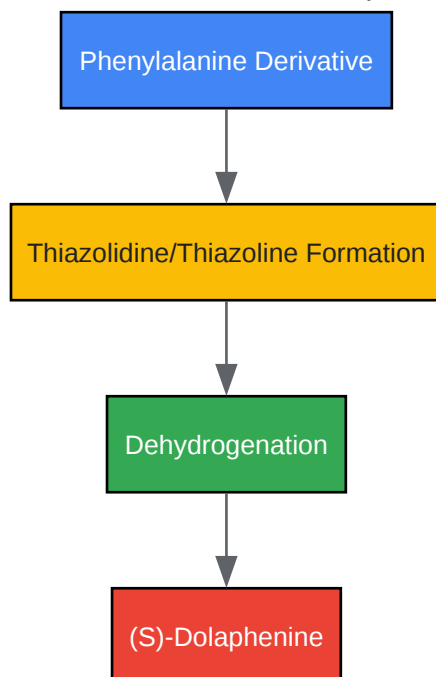 Phenylalanine Derivative
Thiazolidine/Thiazoline Formation
Dehydrogenation
(S)-Dolaphenine